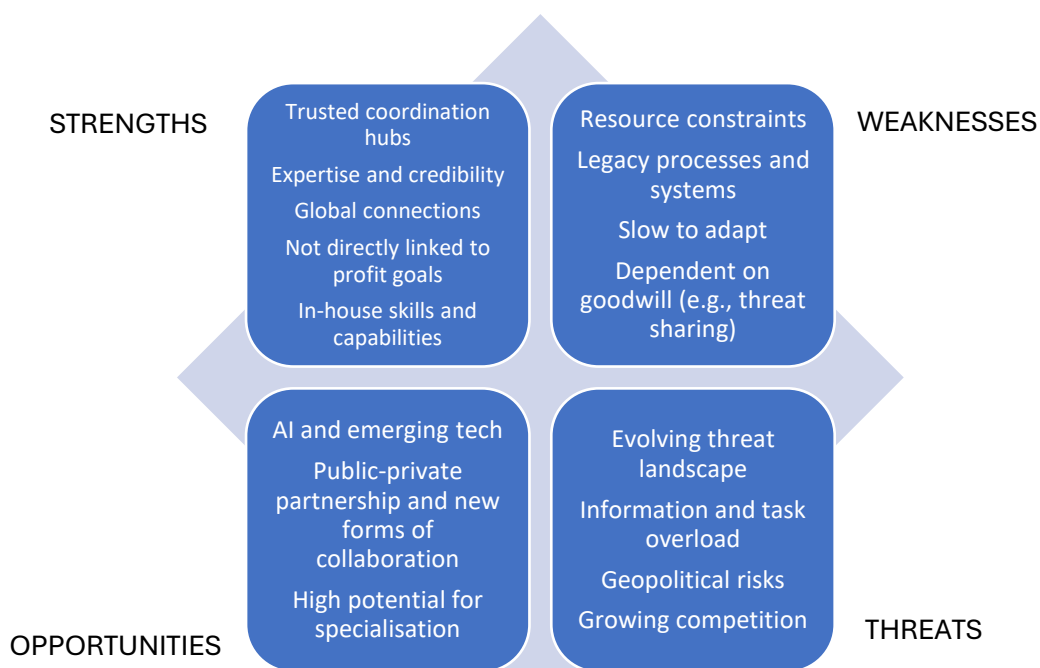 STRENGTHS
Trusted coordination
hubs
Expertise and credibility
Global connections
Not directly linked to
profit goals
In-house skills and
capabilities
WEAKNESSES
Resource constraints
Legacy processes and
systems
Slow to adapt
Dependent on
goodwill (e.g., threat
sharing)
OPPORTUNITIES
AI and emerging tech
Public-private
partnership and new
forms of
collaboration
High potential for
specialisation
THREATS
Evolving threat
landscape
Information and task
overload
Geopolitical risks
Growing competition